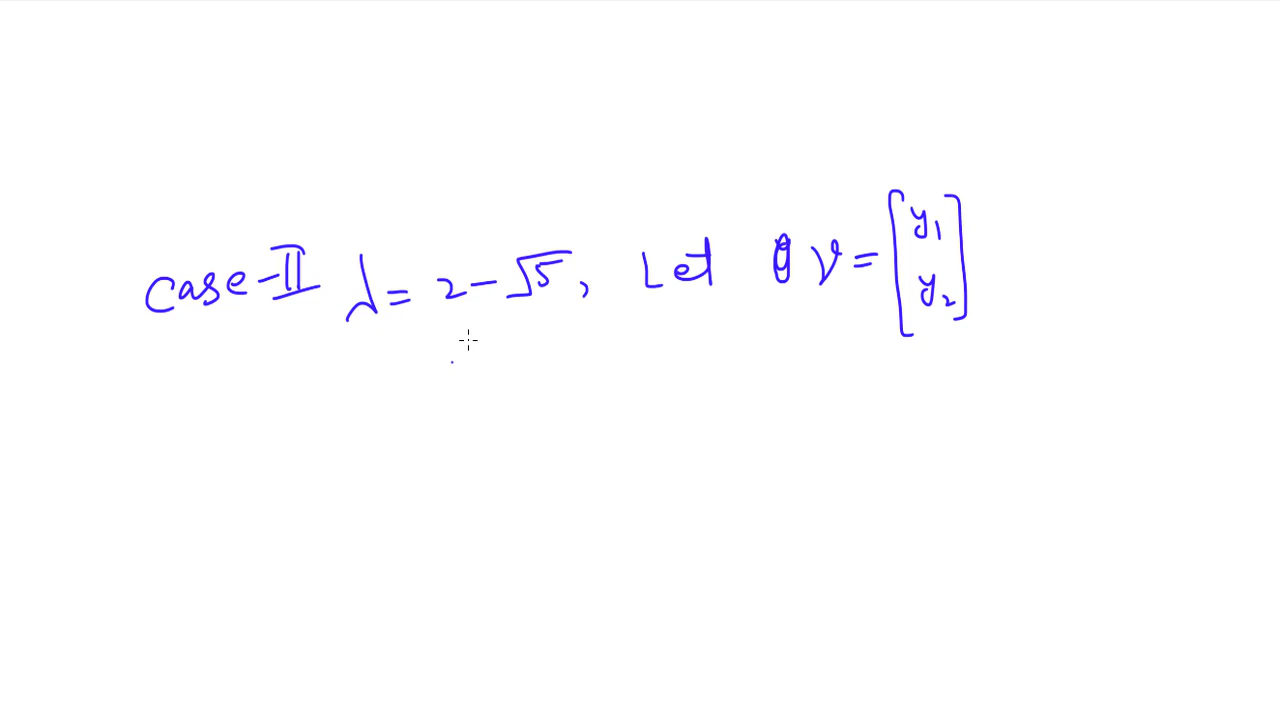 Case-II λ = 2 - √5, Let v = [y₁ y₂]